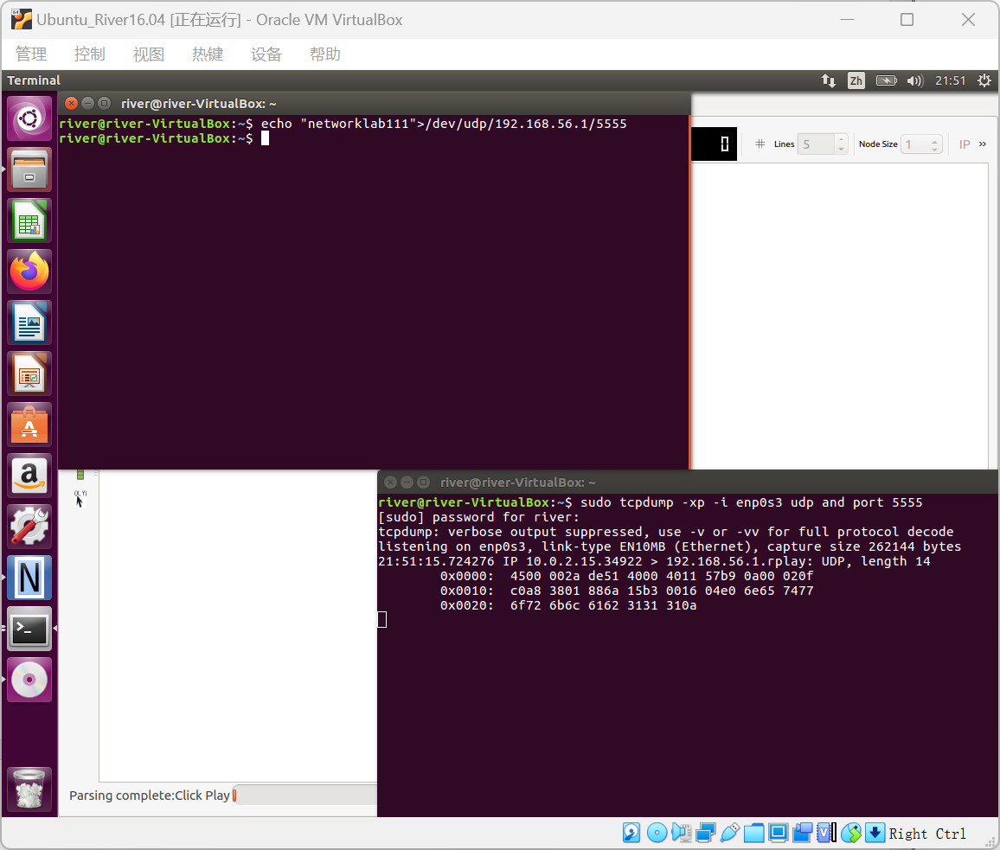 Ubuntu_River16.04 [正在运行] - Oracle VM VirtualBox
管理 控制 视图 热键 设备 帮助
Terminal
Zh
21:51
river@river-VirtualBox: ~
river@river-VirtualBox:~$ echo "networklab111">/dev/udp/192.168.56.1/5555
river@river-VirtualBox:~$
0
Lines 5 Node Size 1 IP »
(X, Y)
river@river-VirtualBox: ~
river@river-VirtualBox:~$ sudo tcpdump -xp -i enp0s3 udp and port 5555
[sudo] password for river:
tcpdump: verbose output suppressed, use -v or -vv for full protocol decode
listening on enp0s3, link-type EN10MB (Ethernet), capture size 262144 bytes
21:51:15.724276 IP 10.0.2.15.34922 > 192.168.56.1.rplay: UDP, length 14
0x0000: 4500 002a de51 4000 4011 57b9 0a00 020f
0x0010: c0a8 3801 886a 15b3 0016 04e0 6e65 7477
0x0020: 6f72 6b6c 6162 3131 310a
Parsing complete:Click Play
Right Ctrl